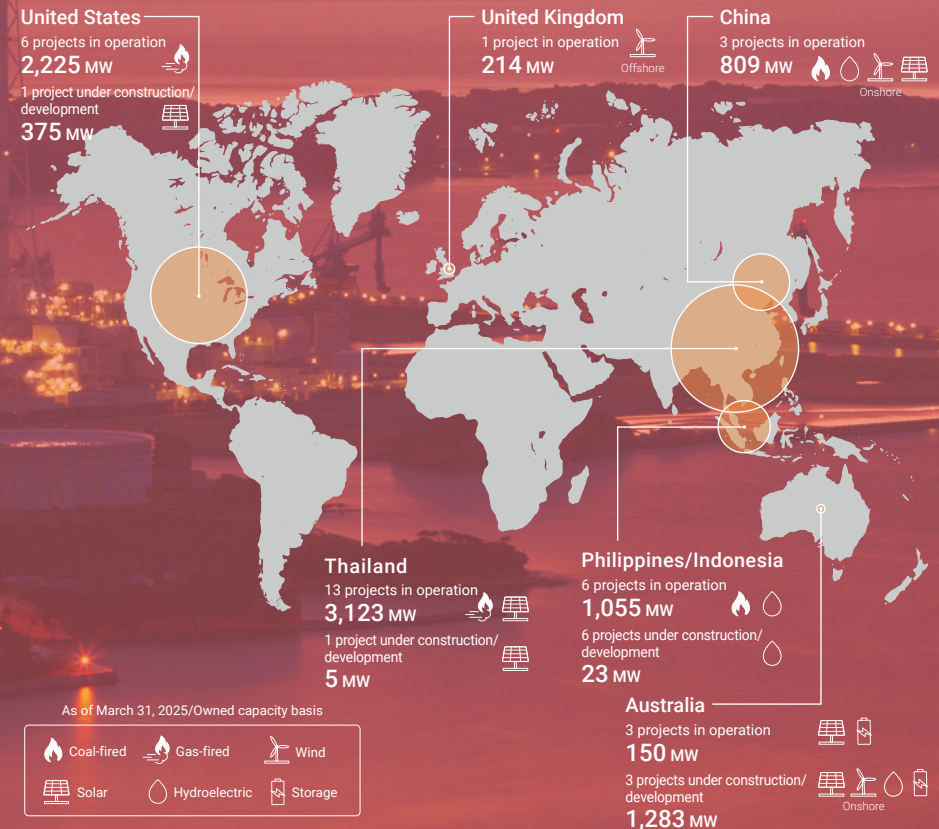 United States
6 projects in operation
2,225 MW
1 project under construction/
development
375 MW
United Kingdom
1 project in operation
214 MW
Offshore
China
3 projects in operation
809 MW
Onshore
Thailand
13 projects in operation
3,123 MW
1 project under construction/
development
5 MW
Philippines/Indonesia
6 projects in operation
1,055 MW
6 projects under construction/
development
23 MW
Australia
3 projects in operation
150 MW
3 projects under construction/
development
1,283 MW
Onshore
As of March 31, 2025/Owned capacity basis
Coal-fired
Gas-fired
Wind
Solar
Hydroelectric
Storage